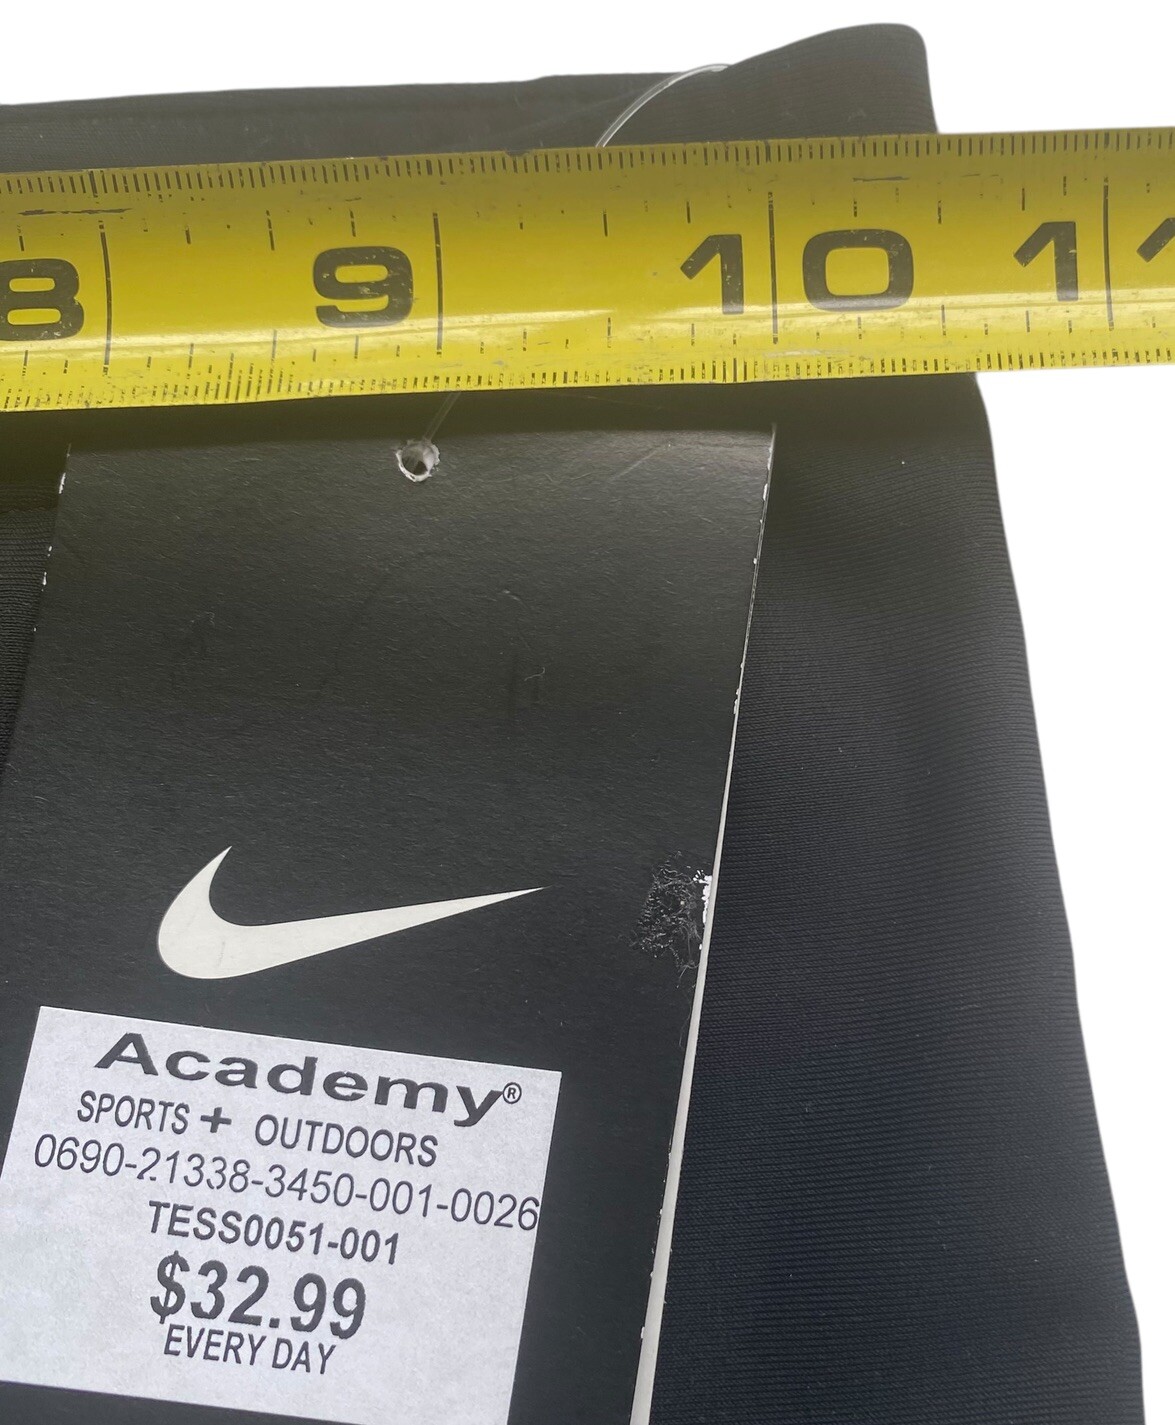 8 9 10 11
Academy®
SPORTS + OUTDOORS
0690-21338-3450-001-0026
TESS0051-001
$32.99
EVERY DAY